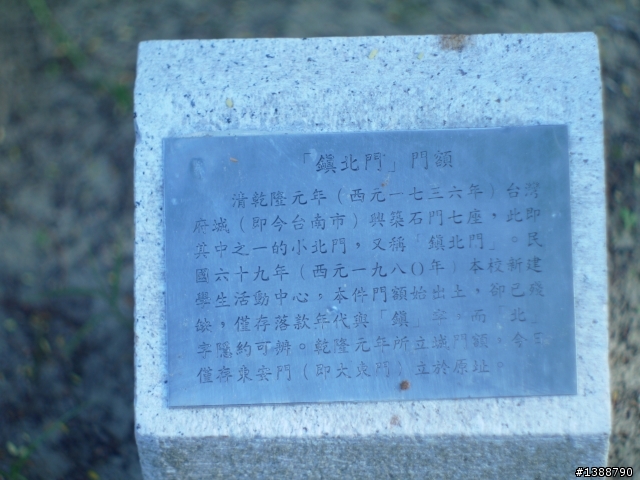 「鎮北門」門額
清乾隆元年（西元一七三六年）台灣
府城（即今台南市）興築石門七座，此即
其中之一的小北門，又稱「鎮北門」。民
國六十九年（西元一九八〇年）本校新建
學生活動中心。本件門額始出土，卻已殘
缺，僅存落款年代與「鎮」字。而「北」
字隱約可辨。乾隆元年所立城門額，今日
僅存東安門（即大東門）立於原址。
#1388790